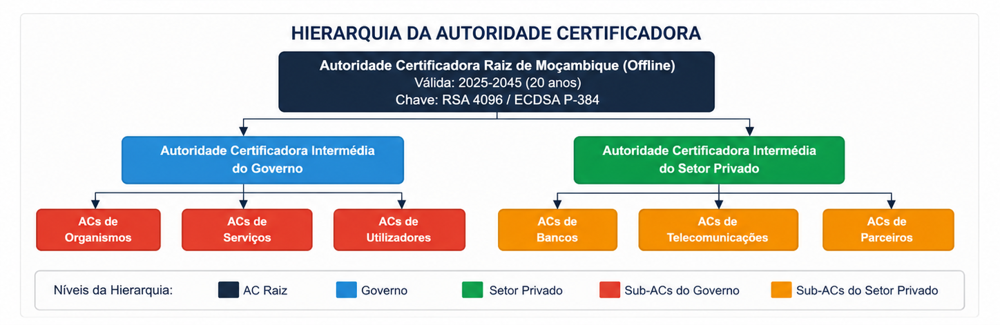 HIERARQUIA DA AUTORIDADE CERTIFICADORA
Autoridade Certificadora Raiz de Moçambique (Offline)
Válida: 2025-2045 (20 anos)
Chave: RSA 4096 / ECDSA P-384
Autoridade Certificadora Intermédia
do Governo
Autoridade Certificadora Intermédia
do Setor Privado
ACs de
Organismos
ACs de
Serviços
ACs de
Utilizadores
ACs de
Bancos
ACs de
Telecomunicações
ACs de
Parceiros
Níveis da Hierarquia:
AC Raiz
Governo
Setor Privado
Sub-ACs do Governo
Sub-ACs do Setor Privado